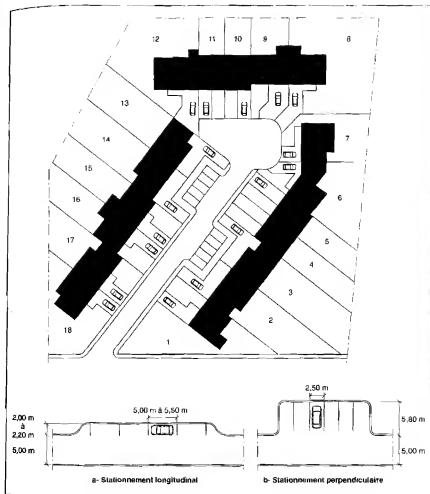 12
11
10
9
8
13
14
15
16
17
18
7
6
5
4
3
2
1
5,00 m à 5,50 m
2,00 m
à
2,20 m
5,00 m
a- Stationnement longitudinal
2,50 m
5,80 m
5,00 m
b- Stationnement perpendiculaire